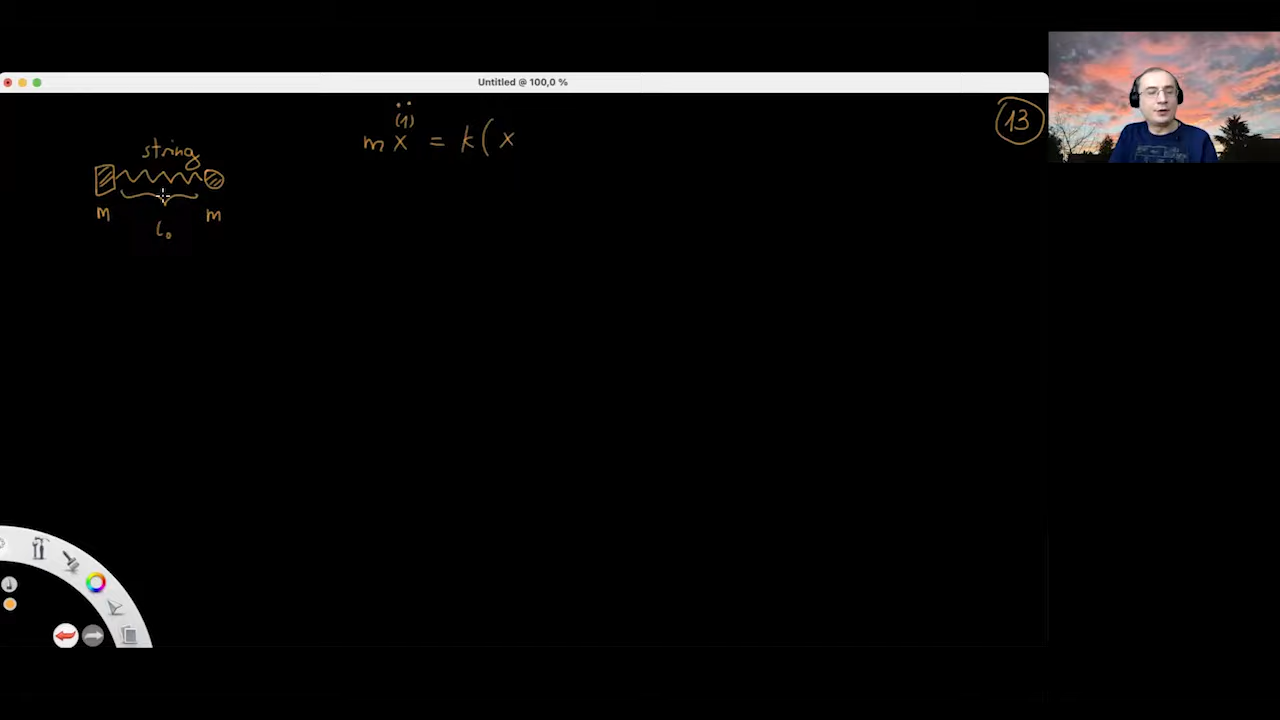 Untitled @ 100,0 %
13
m ẍ⁽¹⁾ = k( x
string
m m
l₀